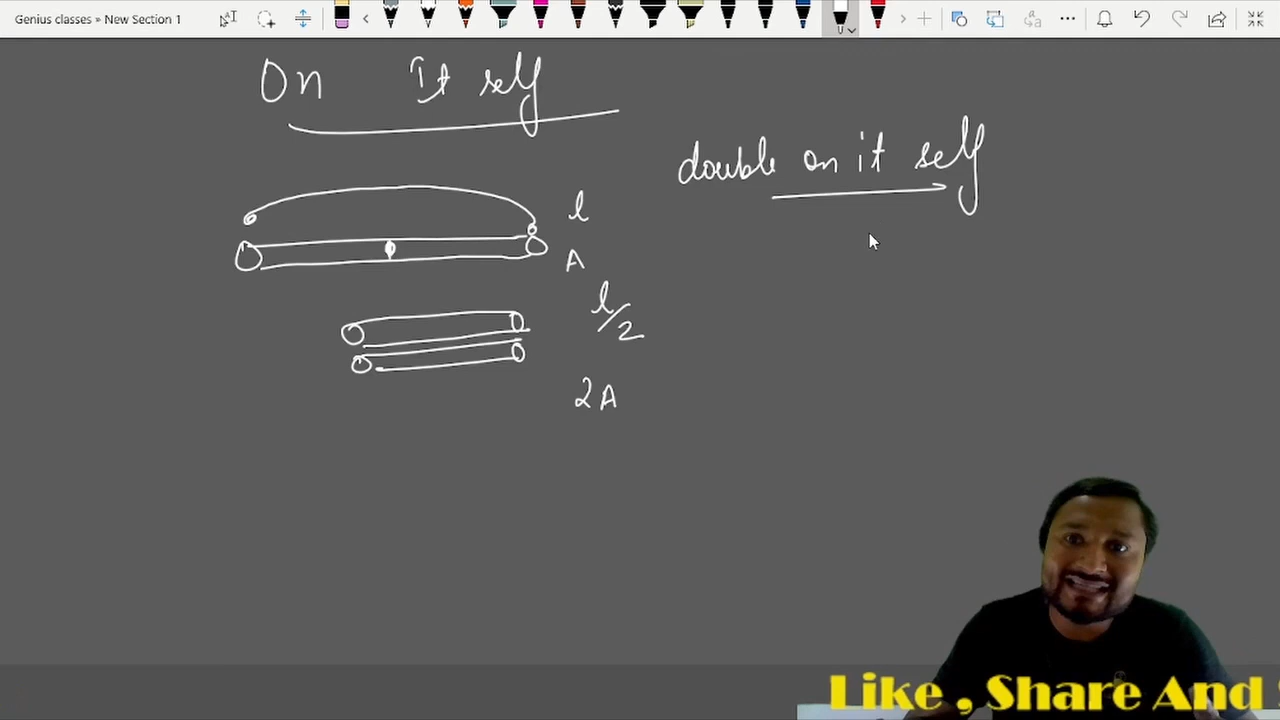 Genius classes » New Section 1
On It self
double on it self
l
A
l/2
2A
Like , Share And